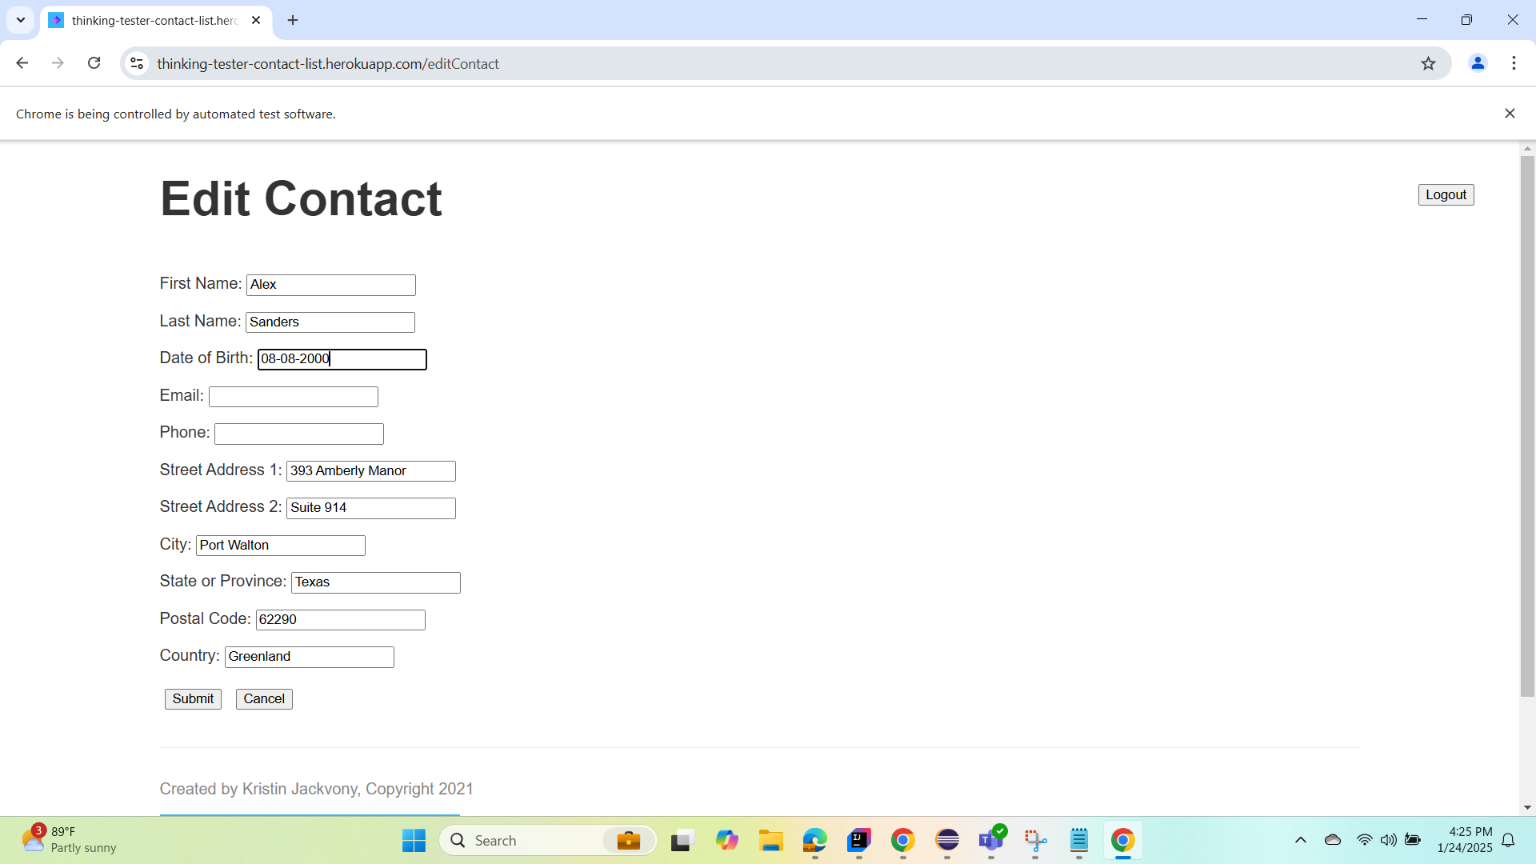 thinking-tester-contact-list.herc
thinking-tester-contact-list.herokuapp.com/editContact
Chrome is being controlled by automated test software.
Edit Contact
Logout
First Name: Alex
Last Name: Sanders
Date of Birth: 08-08-2000
Email:
Phone:
Street Address 1: 393 Amberly Manor
Street Address 2: Suite 914
City: Port Walton
State or Province: Texas
Postal Code: 62290
Country: Greenland
Submit Cancel
Created by Kristin Jackvony, Copyright 2021
3
89°F
Partly sunny
Search
4:25 PM
1/24/2025